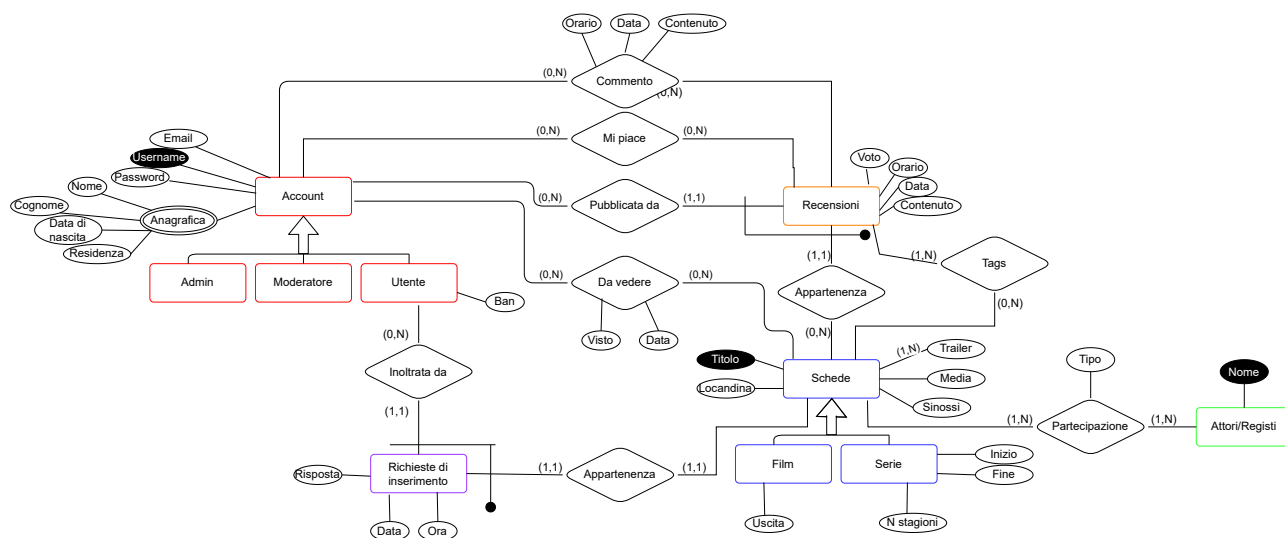 Orario
Data
Contenuto
(0,N)
Commento
(0,N)
(0,N)
Mi piace
(0,N)
Email
Username
Password
Nome
Cognome
Anagrafica
Data di
nascita
Residenza
Account
(0,N)
Pubblicata da
(1,1)
Voto
Orario
Data
Contenuto
Recensioni
(1,1)
(1,N)
Tags
(0,N)
Admin
Moderatore
Utente
Ban
(0,N)
Da vedere
(0,N)
Visto
Data
Appartenenza
(0,N)
(0,N)
Inoltrata da
(1,1)
Titolo
Locandina
Schede
(1,N)
Trailer
Media
Sinossi
Tipo
Nome
(1,N)
Partecipazione
(1,N)
Attori/Registi
Risposta
Richieste di
inserimento
Data
Ora
(1,1)
Appartenenza
(1,1)
Film
Serie
Inizio
Fine
Uscita
N stagioni